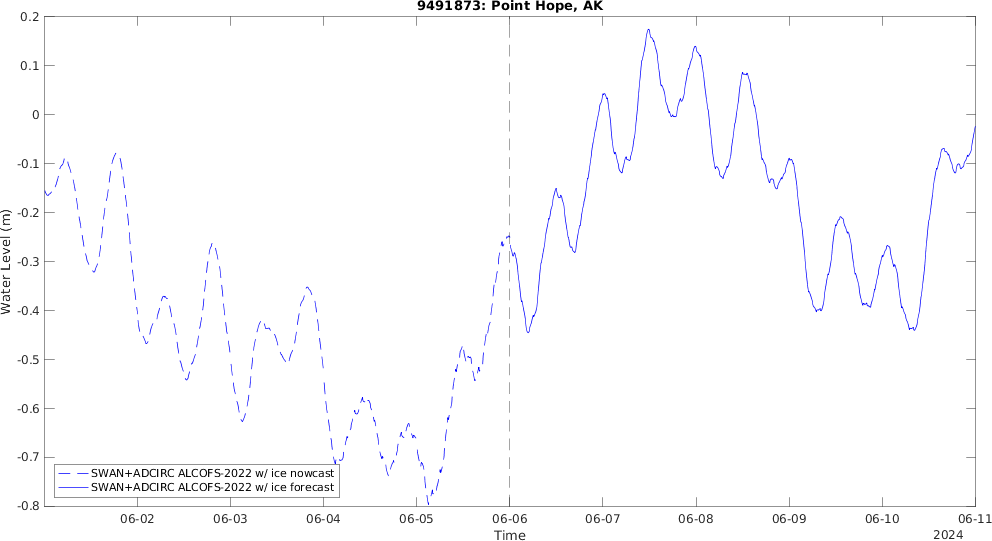 9491873: Point Hope, AK
0.2
0.1
0
-0.1
-0.2
-0.3
-0.4
-0.5
-0.6
-0.7
-0.8
Water Level (m)
SWAN+ADCIRC ALCOFS-2022 w/ ice nowcast
SWAN+ADCIRC ALCOFS-2022 w/ ice forecast
06-02 06-03 06-04 06-05 06-06 06-07 06-08 06-09 06-10 06-11
Time
2024